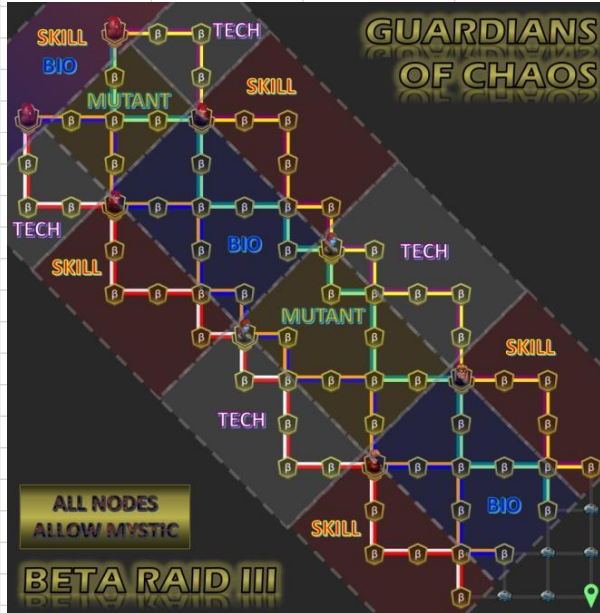 GUARDIANS
OF CHAOS
SKILL
BIO
TECH
MUTANT
SKILL
TECH
SKILL
BIO
TECH
MUTANT
SKILL
TECH
BIO
SKILL
ALL NODES
ALLOW MYSTIC
BETA RAID III